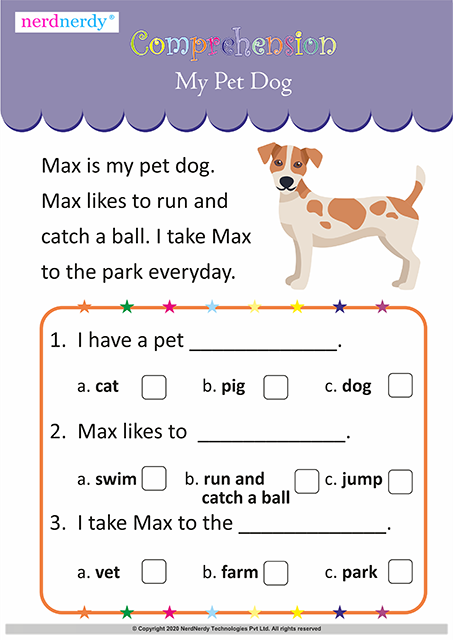 nerdnerdy®
Comprehension
My Pet Dog
Max is my pet dog.
Max likes to run and
catch a ball. I take Max
to the park everyday.
1. I have a pet _____________.
a. cat b. pig c. dog
2. Max likes to _____________.
a. swim b. run and c. jump
catch a ball
3. I take Max to the _____________.
a. vet b. farm c. park
© Copyright 2020 NerdNerdy Technologies Pvt Ltd. All rights reserved